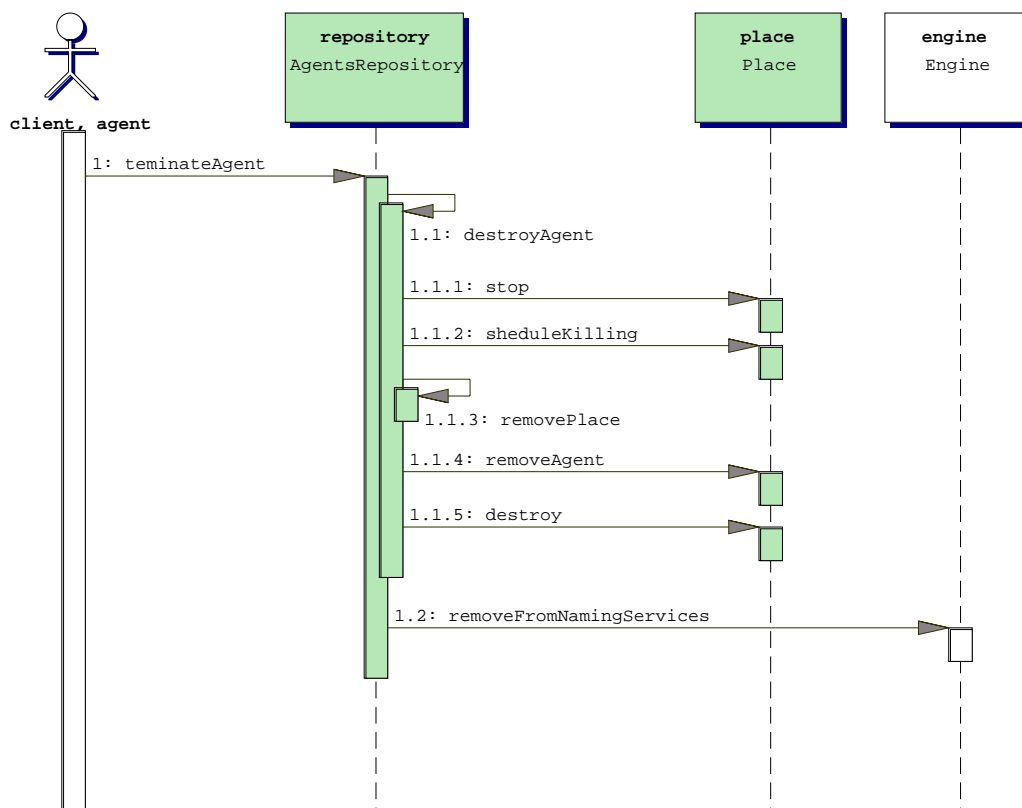 repository
AgentsRepository
place
Place
engine
Engine
client, agent
1: teminateAgent
1.1: destroyAgent
1.1.1: stop
1.1.2: sheduleKilling
1.1.3: removePlace
1.1.4: removeAgent
1.1.5: destroy
1.2: removeFromNamingServices